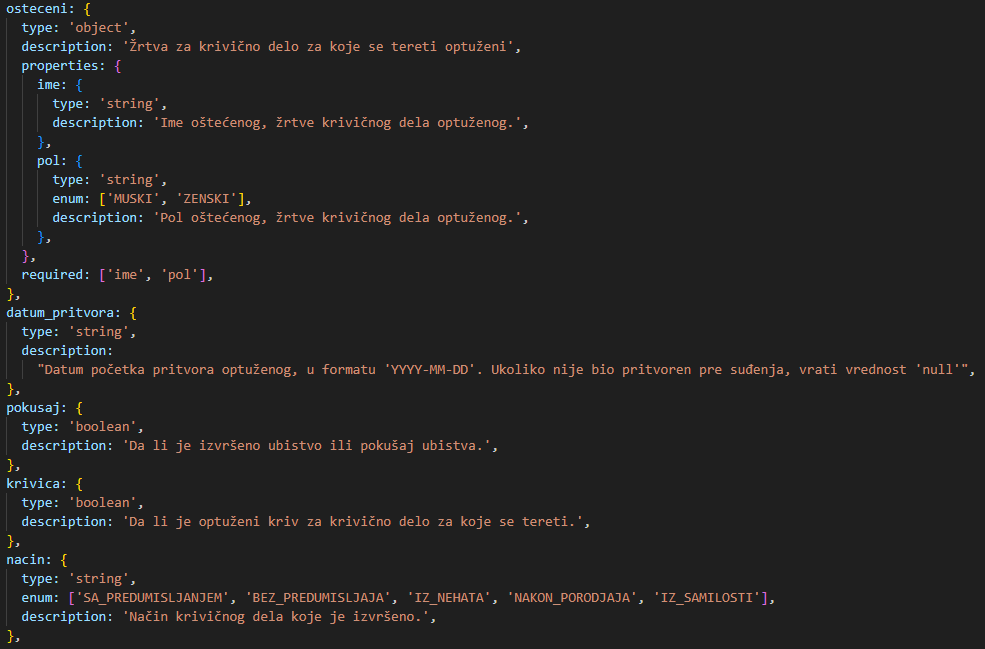 osteceni: {
type: 'object',
description: 'Žrtva za krivično delo za koje se tereti optuženi',
properties: {
ime: {
type: 'string',
description: 'Ime oštećenog, žrtve krivičnog dela optuženog.',
},
pol: {
type: 'string',
enum: ['MUSKI', 'ZENSKI'],
description: 'Pol oštećenog, žrtve krivičnog dela optuženog.',
},
},
required: ['ime', 'pol'],
},
datum_pritvora: {
type: 'string',
description:
"Datum početka pritvora optuženog, u formatu 'YYYY-MM-DD'. Ukoliko nije bio pritvoren pre suđenja, vrati vrednost 'null'",
},
pokusaj: {
type: 'boolean',
description: 'Da li je izvršeno ubistvo ili pokušaj ubistva.',
},
krivica: {
type: 'boolean',
description: 'Da li je optuženi kriv za krivično delo za koje se tereti.',
},
nacin: {
type: 'string',
enum: ['SA_PREDUMISLJANJEM', 'BEZ_PREDUMISLJAJA', 'IZ_NEHATA', 'NAKON_PORODJAJA', 'IZ_SAMILOSTI'],
description: 'Način krivičnog dela koje je izvršeno.',
},